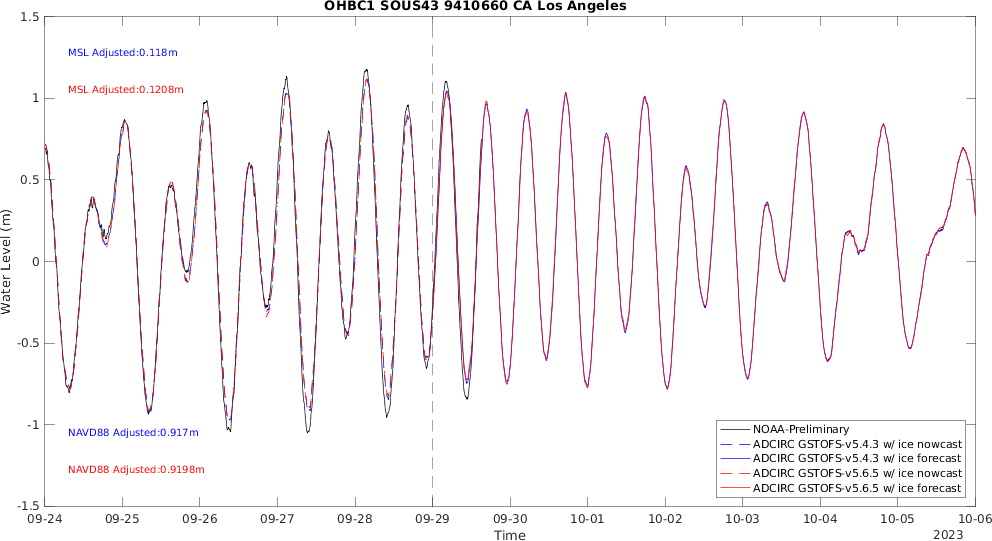 OHBC1 SOUS43 9410660 CA Los Angeles
1.5
1
0.5
0
-0.5
-1
-1.5
Water Level (m)
MSL Adjusted:0.118m
MSL Adjusted:0.1208m
NAVD88 Adjusted:0.917m
NAVD88 Adjusted:0.9198m
NOAA-Preliminary
ADCIRC GSTOFS-v5.4.3 w/ ice nowcast
ADCIRC GSTOFS-v5.4.3 w/ ice forecast
ADCIRC GSTOFS-v5.6.5 w/ ice nowcast
ADCIRC GSTOFS-v5.6.5 w/ ice forecast
09-24 09-25 09-26 09-27 09-28 09-29 09-30 10-01 10-02 10-03 10-04 10-05 10-06
Time
2023